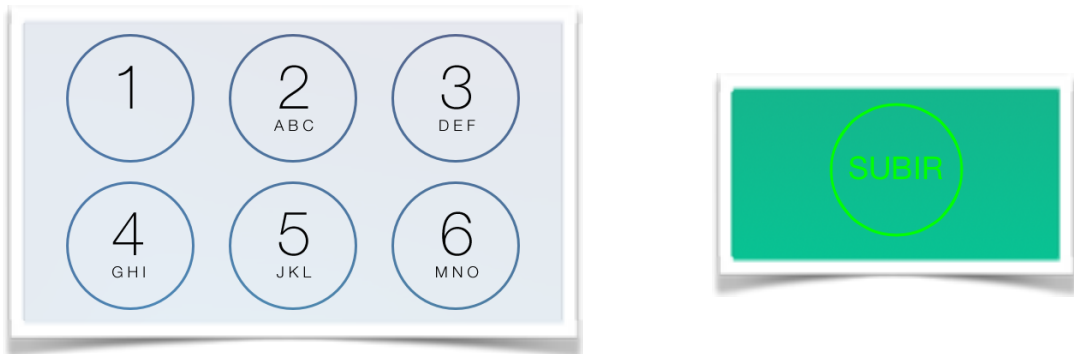 1 2 3
ABC DEF
4 5 6
GHI JKL MNO
SUBIR